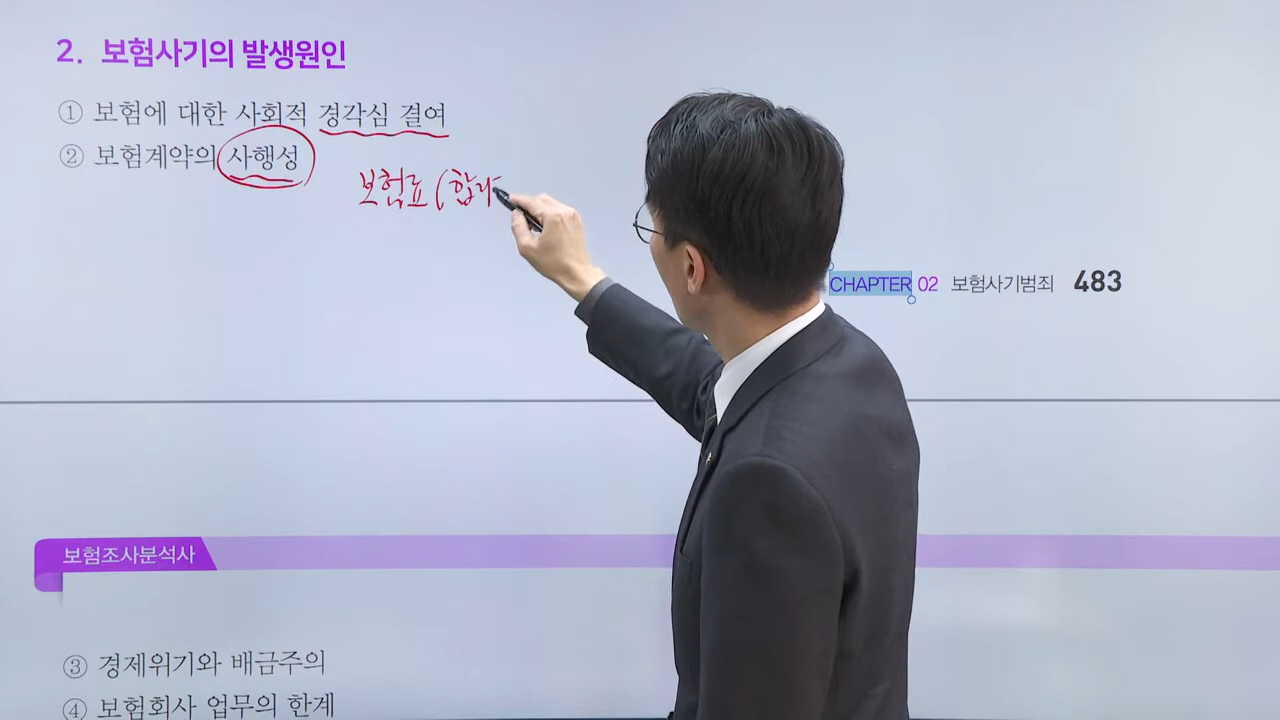 2. 보험사기의 발생원인
① 보험에 대한 사회적 경각심 결여
② 보험계약의 사행성
보험료 (합
CHAPTER 02 보험사기범죄 483
보험조사분석사
③ 경제위기와 배금주의
④ 보험회사 업무의 한계